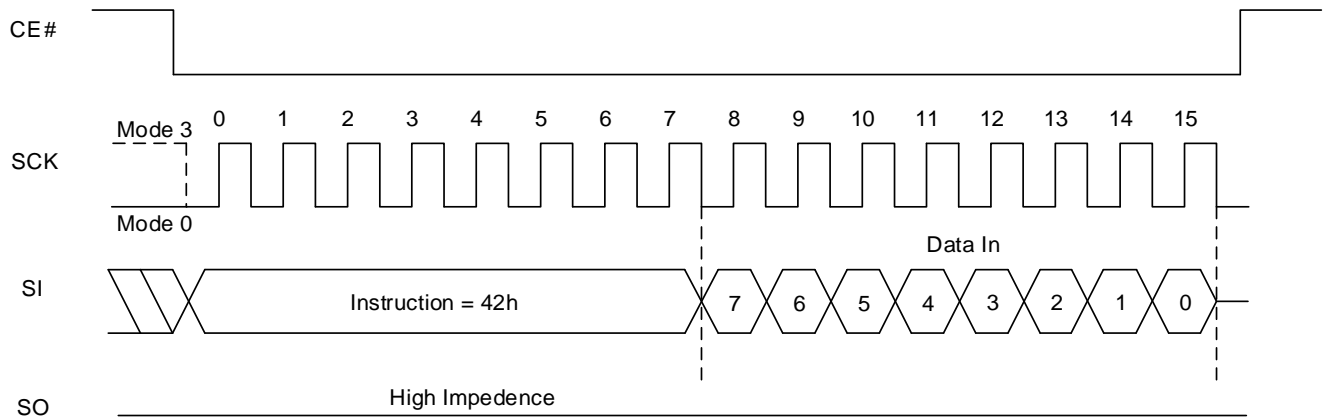 CE#
Mode 3
0 1 2 3 4 5 6 7 8 9 10 11 12 13 14 15
SCK
Mode 0
Data In
SI
Instruction = 42h
7 6 5 4 3 2 1 0
High Impedence
SO